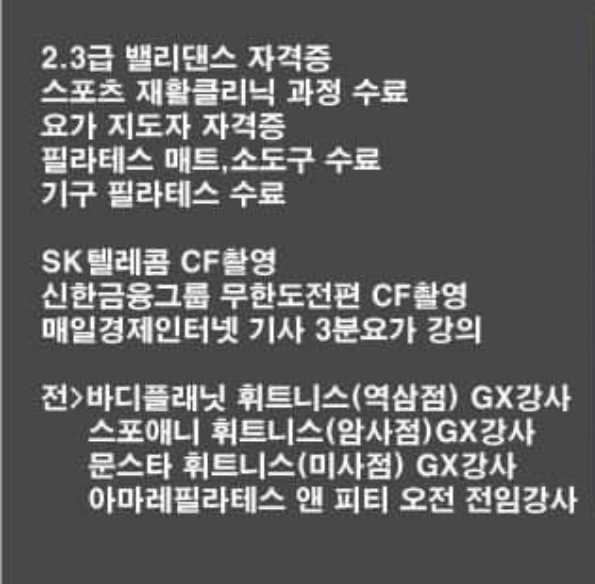 2.3급 밸리댄스 자격증
스포츠 재활클리닉 과정 수료
요가 지도자 자격증
필라테스 매트,소도구 수료
기구 필라테스 수료
SK텔레콤 CF촬영
신한금융그룹 무한도전편 CF촬영
매일경제인터넷 기사 3분요가 강의
전>바디플래닛 휘트니스(역삼점) GX강사
스포애니 휘트니스(암사점)GX강사
문스타 휘트니스(미사점) GX강사
아마레필라테스 앤 피티 오전 전임강사